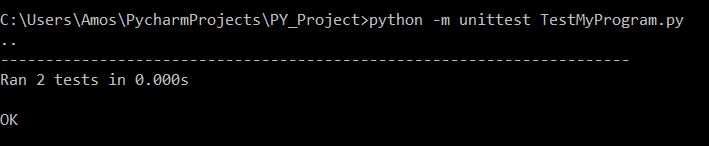 C:\Users\Amos\PycharmProjects\PY_Project>python -m unittest TestMyProgram.py
..
----------------------------------------------------------------------
Ran 2 tests in 0.000s
OK